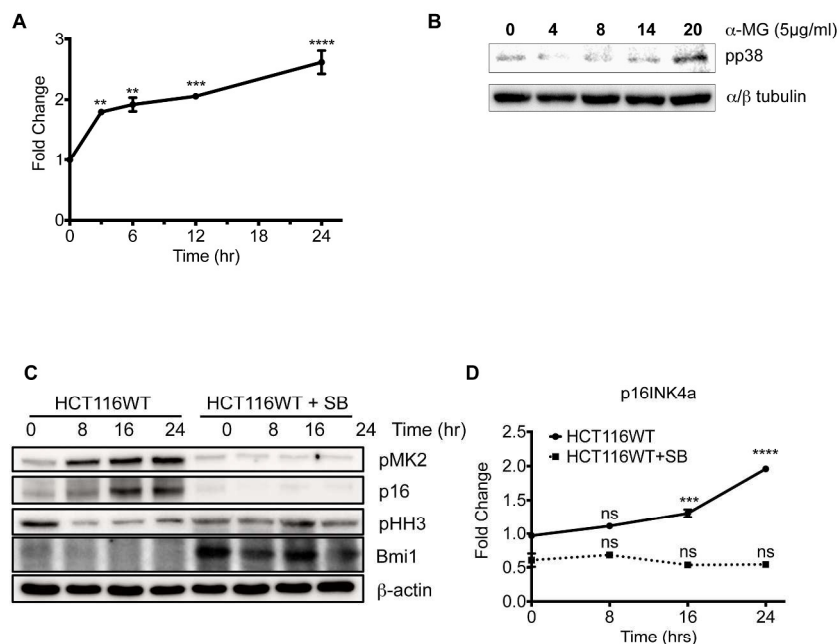 A
Fold Change
3
2
1
0
** ** *** ****
0 6 12 18 24
Time (hr)
B
0 4 8 14 20 α-MG (5µg/ml)
pp38
α/β tubulin
C
HCT116WT HCT116WT + SB
0 8 16 24 0 8 16 24 Time (hr)
pMK2
p16
pHH3
Bmi1
β-actin
D
p16INK4a
Fold Change
2.5
2.0
1.5
1.0
0.5
0.0
HCT116WT
HCT116WT+SB
ns *** ****
ns ns ns
0 8 16 24
Time (hrs)